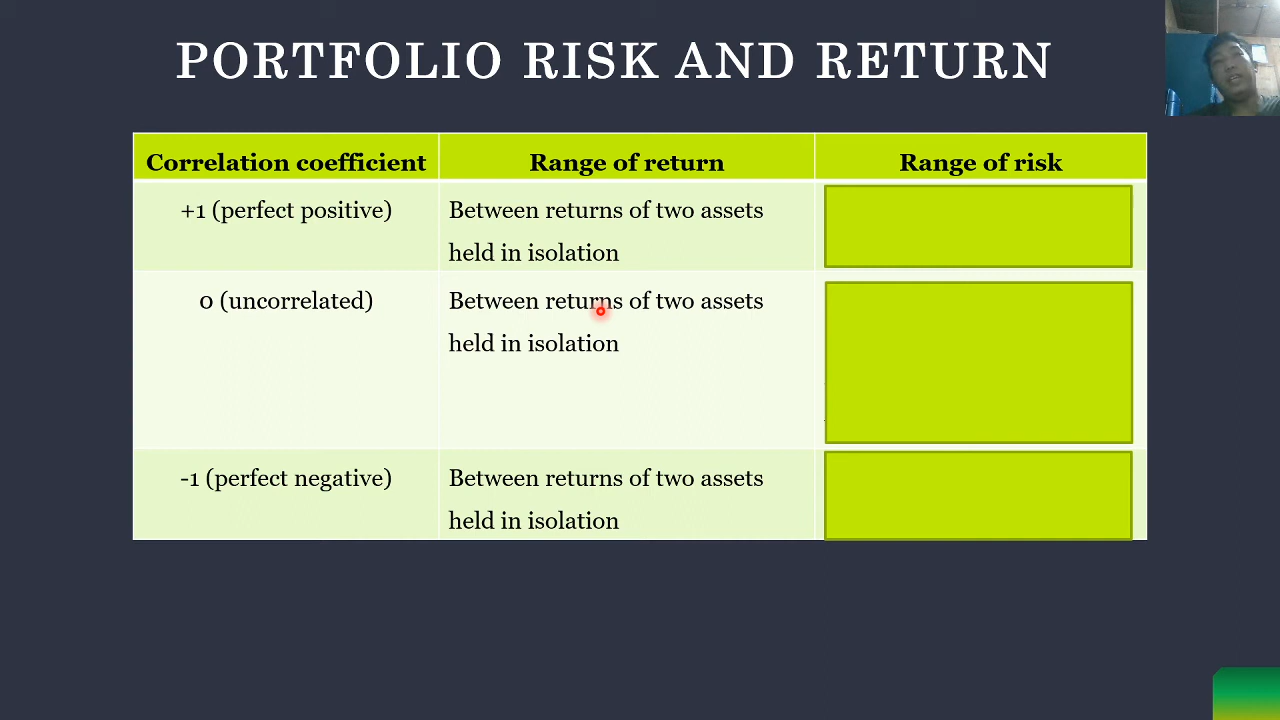 PORTFOLIO RISK AND RETURN
Correlation coefficient
Range of return
Range of risk
+1 (perfect positive)
Between returns of two assets
held in isolation
0 (uncorrelated)
Between returns of two assets
held in isolation
-1 (perfect negative)
Between returns of two assets
held in isolation